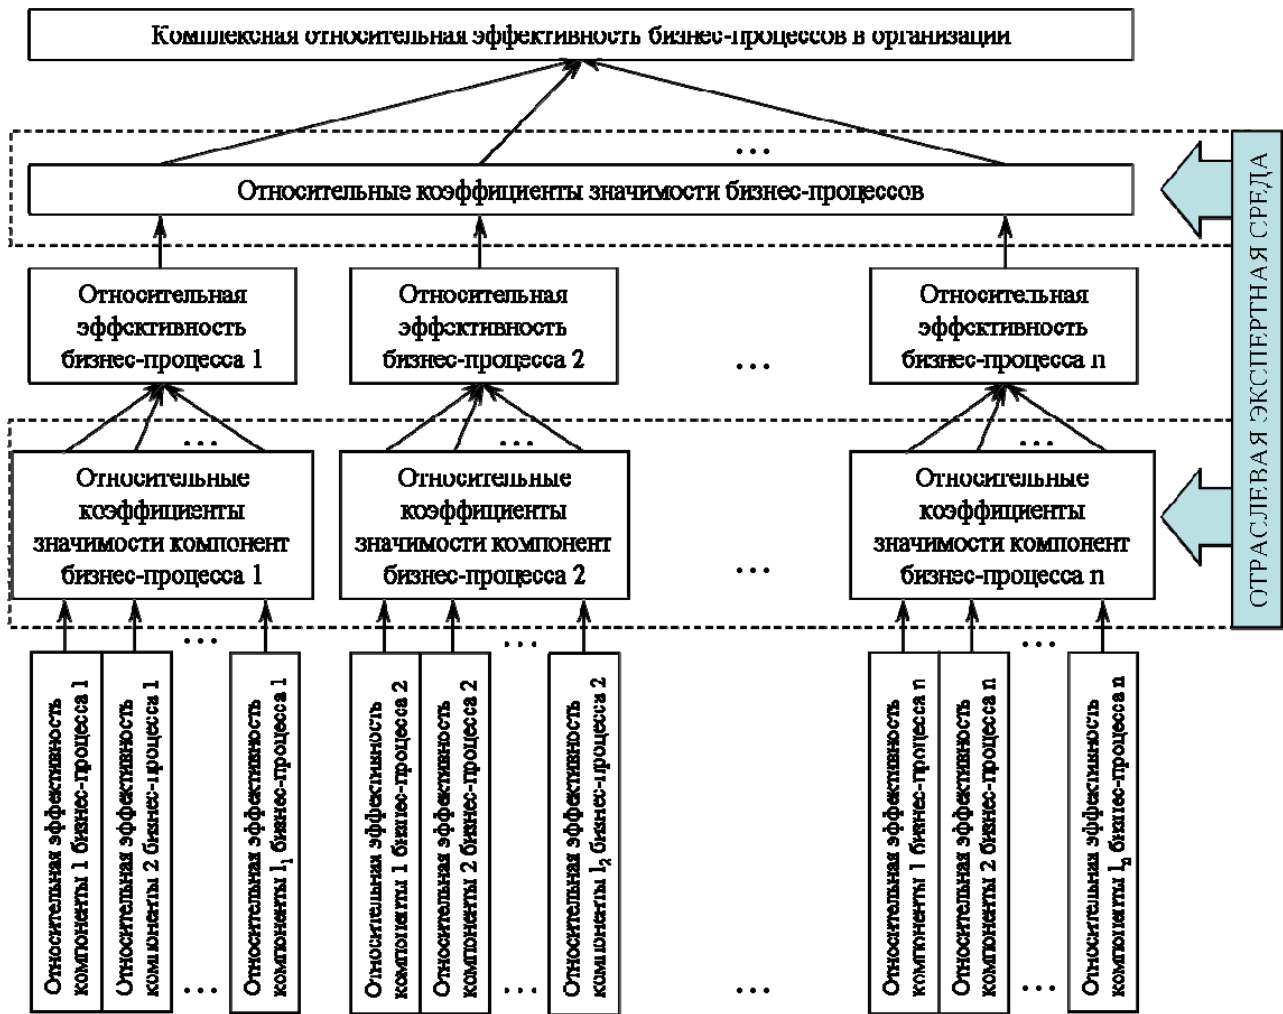 Комплексная относительная эффективность бизнес-процессов в организации
...
Относительные коэффициенты значимости бизнес-процессов
ОТРАСЛЕВАЯ ЭКСПЕРТНАЯ СРЕДА
Относительная
эффективность
бизнес-процесса 1
Относительная
эффективность
бизнес-процесса 2
...
Относительная
эффективность
бизнес-процесса n
...
...
...
Относительные
коэффициенты
значимости компонент
бизнес-процесса 1
Относительные
коэффициенты
значимости компонент
бизнес-процесса 2
...
Относительные
коэффициенты
значимости компонент
бизнес-процесса n
...
...
...
Относительная эффективность
компоненты 1 бизнес-процесса 1
Относительная эффективность
компоненты 2 бизнес-процесса 1
...
Относительная эффективность
компоненты l₁ бизнес-процесса 1
Относительная эффективность
компоненты 1 бизнес-процесса 2
Относительная эффективность
компоненты 2 бизнес-процесса 2
...
Относительная эффективность
компоненты l₂ бизнес-процесса 2
...
Относительная эффективность
компоненты 1 бизнес-процесса n
Относительная эффективность
компоненты 2 бизнес-процесса n
...
Относительная эффективность
компоненты lₙ бизнес-процесса n